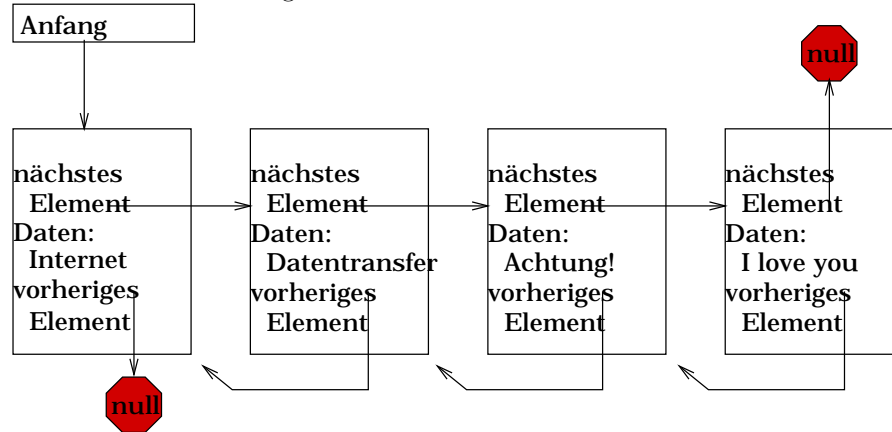 Anfang
null
nächstes
Element
Daten:
Internet
vorheriges
Element
nächstes
Element
Daten:
Datentransfer
vorheriges
Element
nächstes
Element
Daten:
Achtung!
vorheriges
Element
nächstes
Element
Daten:
I love you
vorheriges
Element
null